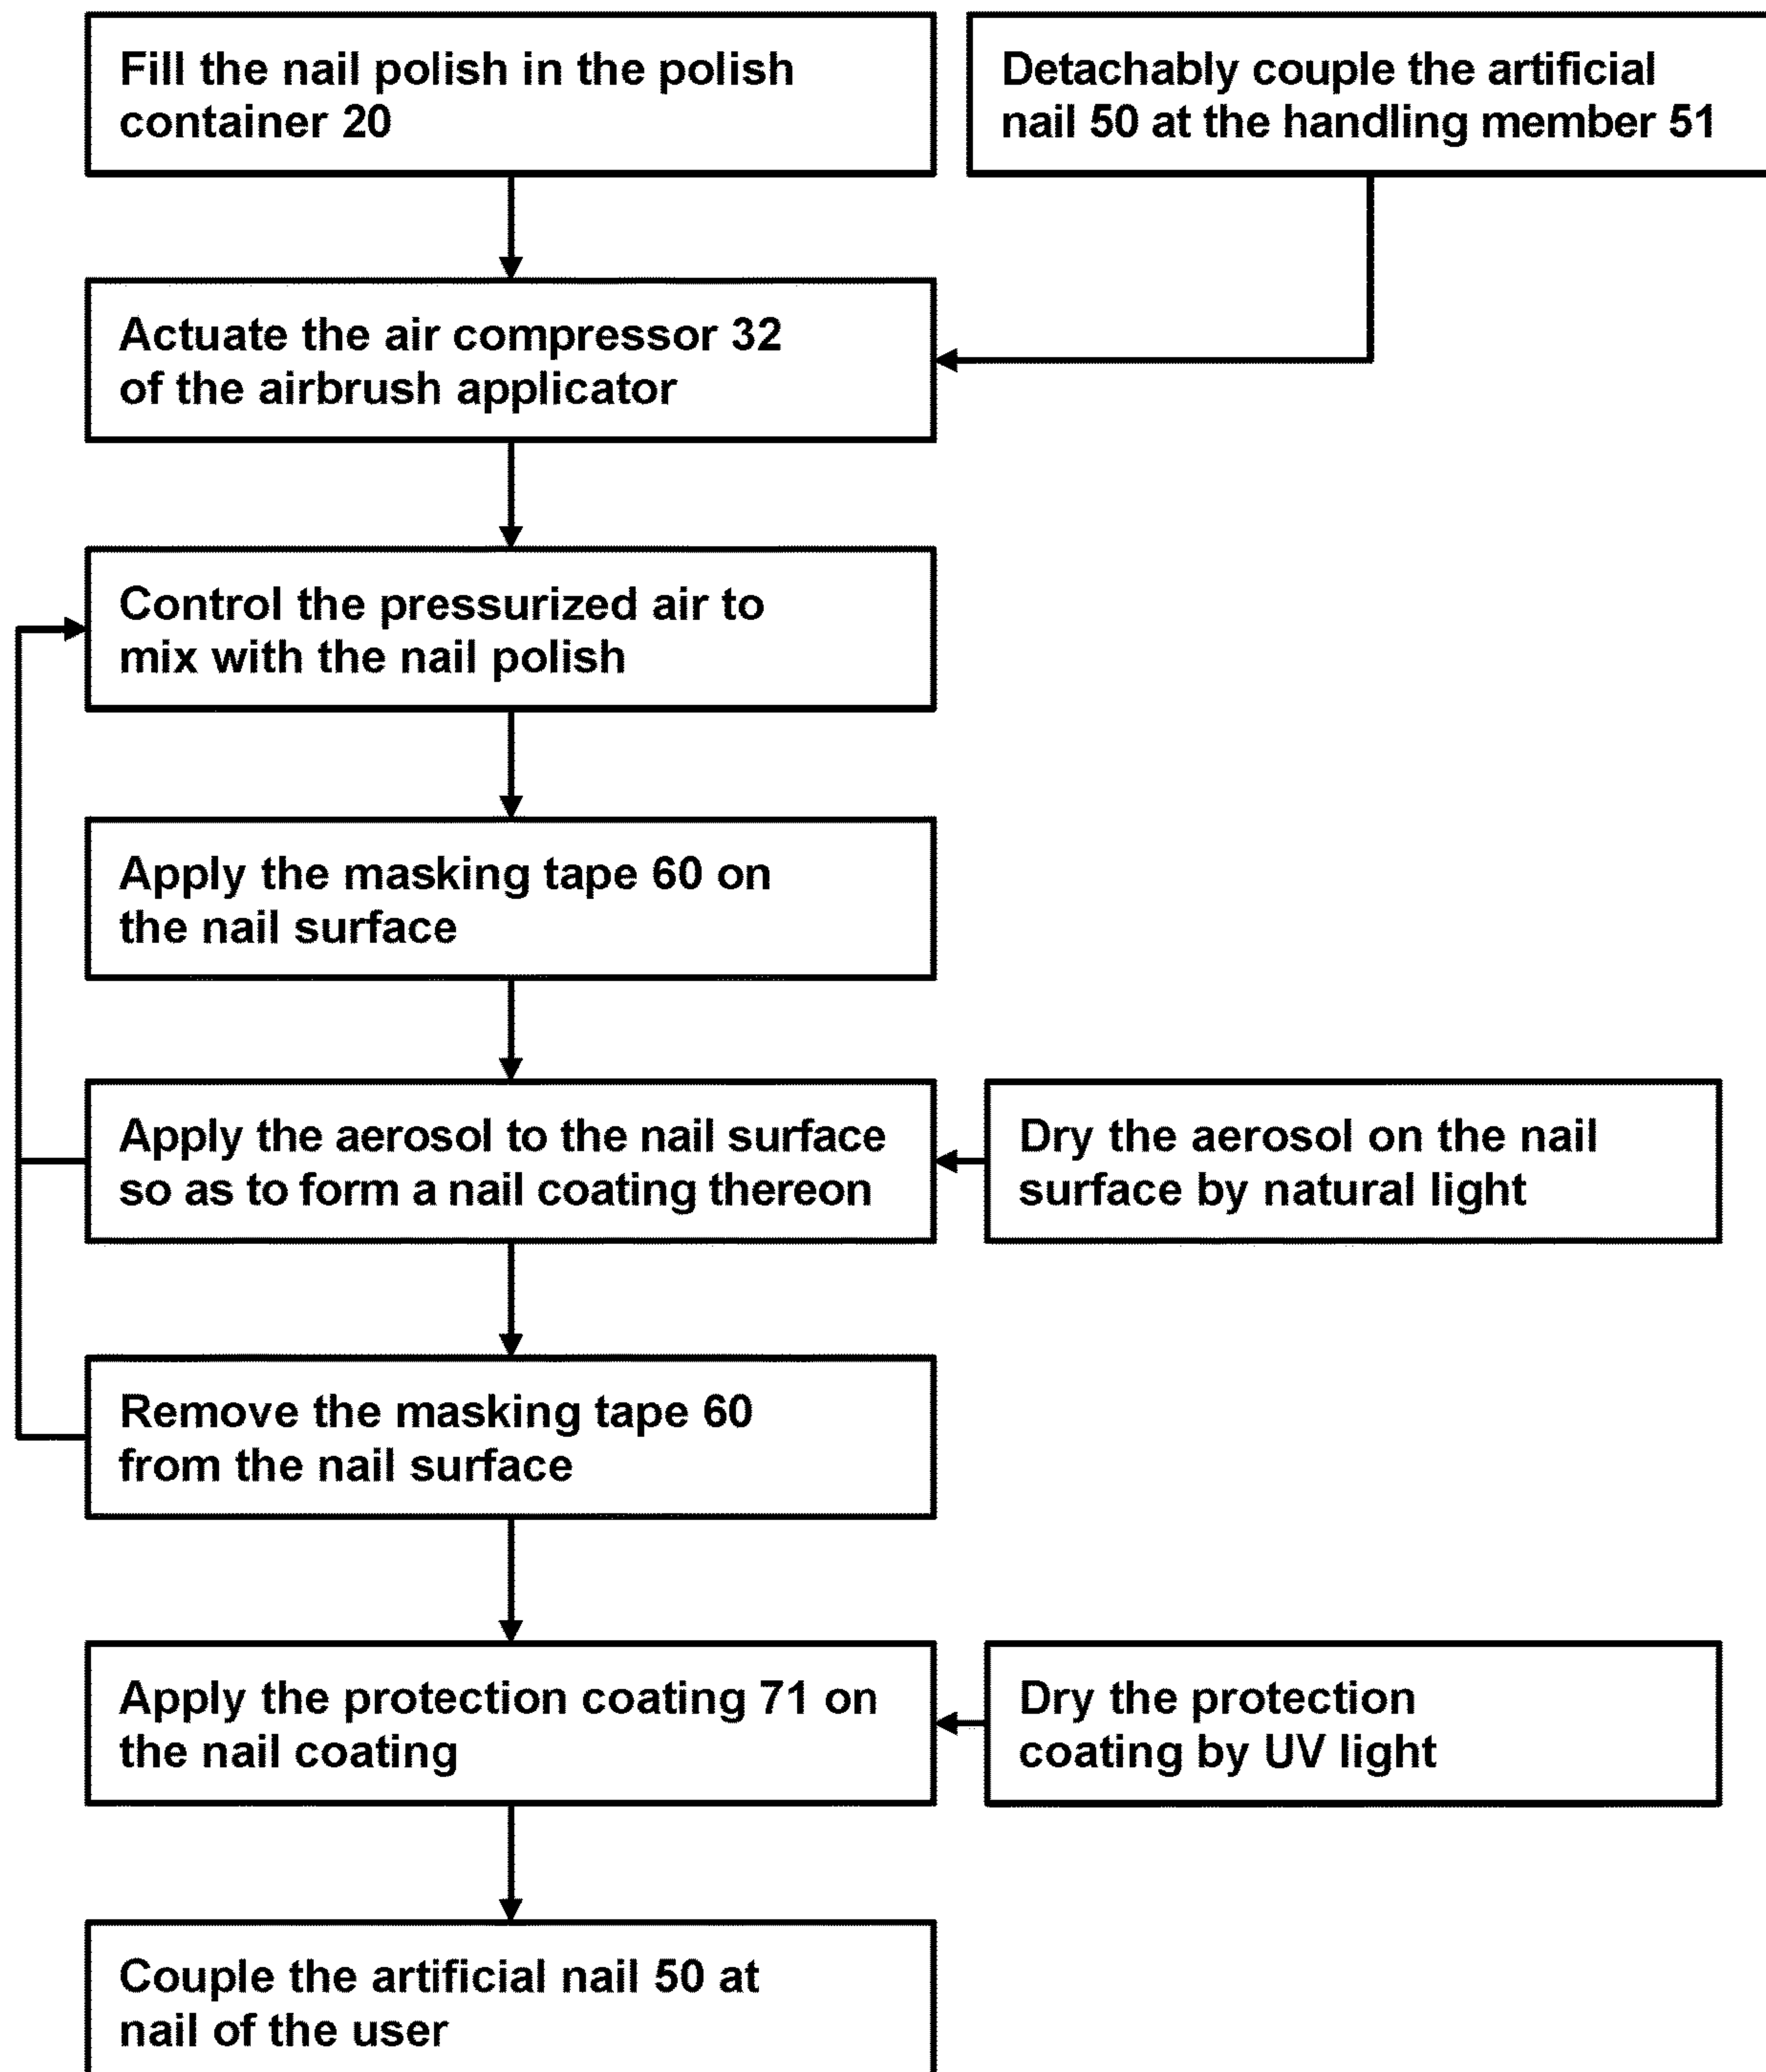 Fill the nail polish in the polish
container 20
Detachably couple the artificial
nail 50 at the handling member 51
Actuate the air compressor 32
of the airbrush applicator
Control the pressurized air to
mix with the nail polish
Apply the masking tape 60 on
the nail surface
Apply the aerosol to the nail surface
so as to form a nail coating thereon
Dry the aerosol on the nail
surface by natural light
Remove the masking tape 60
from the nail surface
Apply the protection coating 71 on
the nail coating
Dry the protection
coating by UV light
Couple the artificial nail 50 at
nail of the user